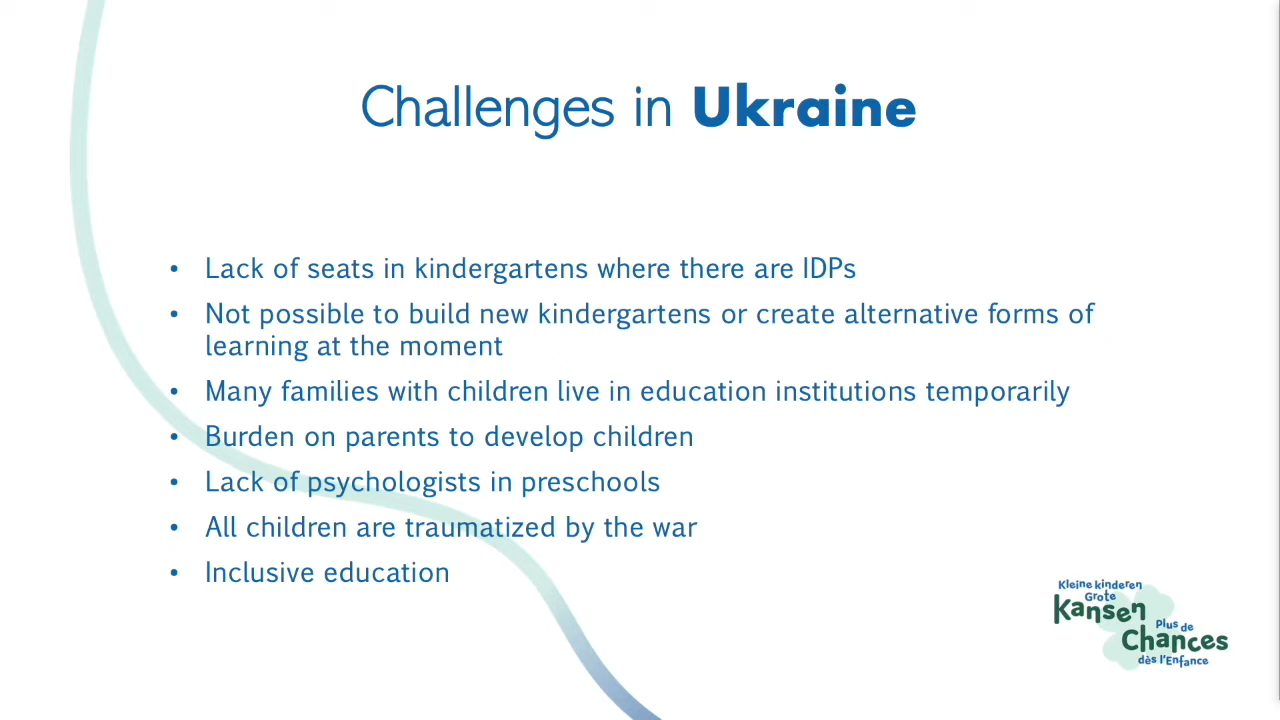 Challenges in Ukraine
• Lack of seats in kindergartens where there are IDPs
• Not possible to build new kindergartens or create alternative forms of
learning at the moment
• Many families with children live in education institutions temporarily
• Burden on parents to develop children
• Lack of psychologists in preschools
• All children are traumatized by the war
• Inclusive education
Kleine kinderen
Grote
Kansen
Plus de
Chances
dès l'Enfance